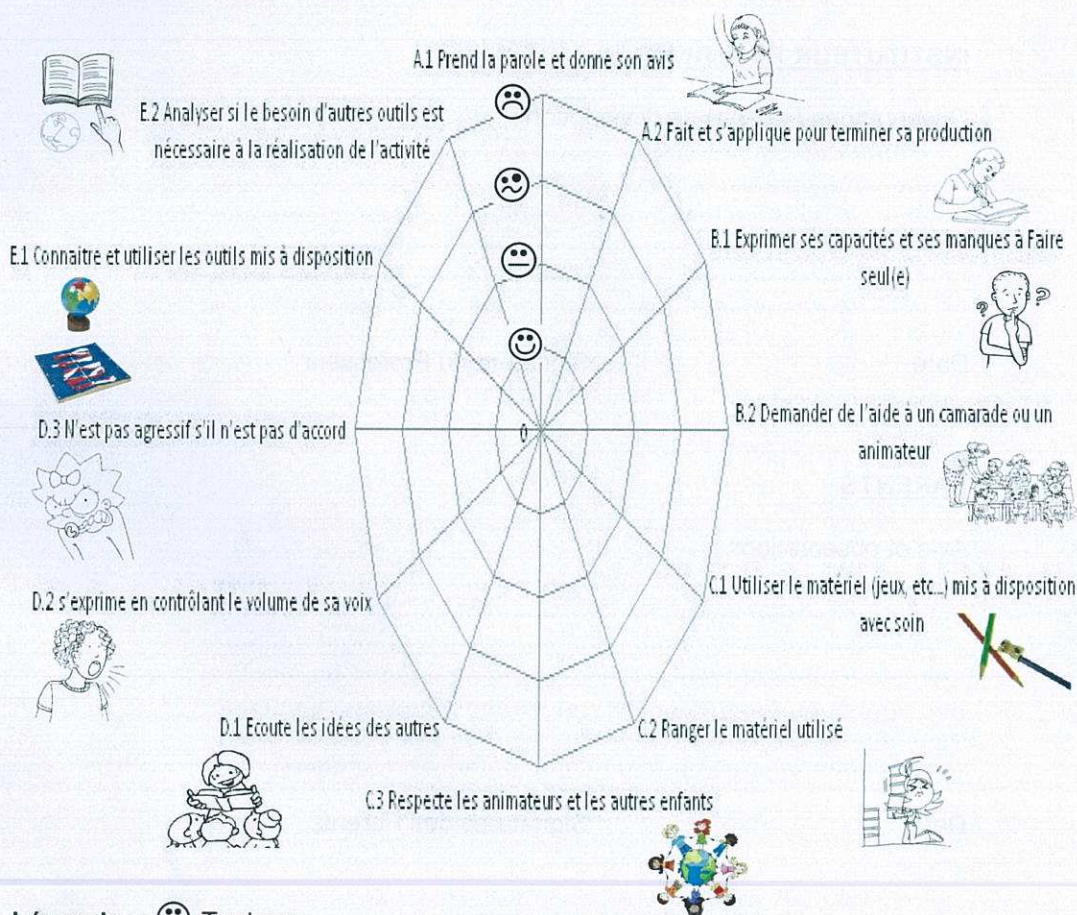 A.1 Prend la parole et donne son avis
A.2 Fait et s'applique pour terminer sa production
B.1 Exprimer ses capacités et ses manques à Faire
seul(e)
B.2 Demander de l'aide à un camarade ou un
animateur
C.1 Utiliser le matériel (jeux, etc...) mis à disposition
avec soin
C.2 Ranger le matériel utilisé
C.3 Respecte les animateurs et les autres enfants
D.1 Ecoute les idées des autres
D.2 s'exprime en contrôlant le volume de sa voix
D.3 N'est pas agressif s'il n'est pas d'accord
E.1 Connaitre et utiliser les outils mis à disposition
E.2 Analyser si le besoin d'autres outils est
nécessaire à la réalisation de l'activité
0